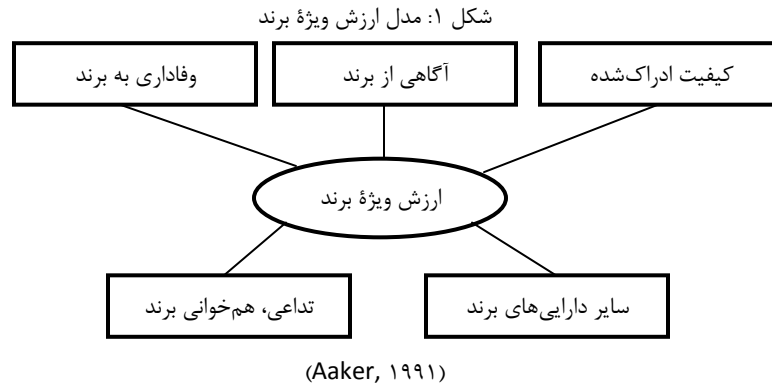 شکل ۱: مدل ارزش ویژهٔ برند
کیفیت ادراک‌شده
آگاهی از برند
وفاداری به برند
ارزش ویژهٔ برند
سایر دارایی‌های برند
تداعی، هم‌خوانی برند
(Aaker, ۱۹۹۱)